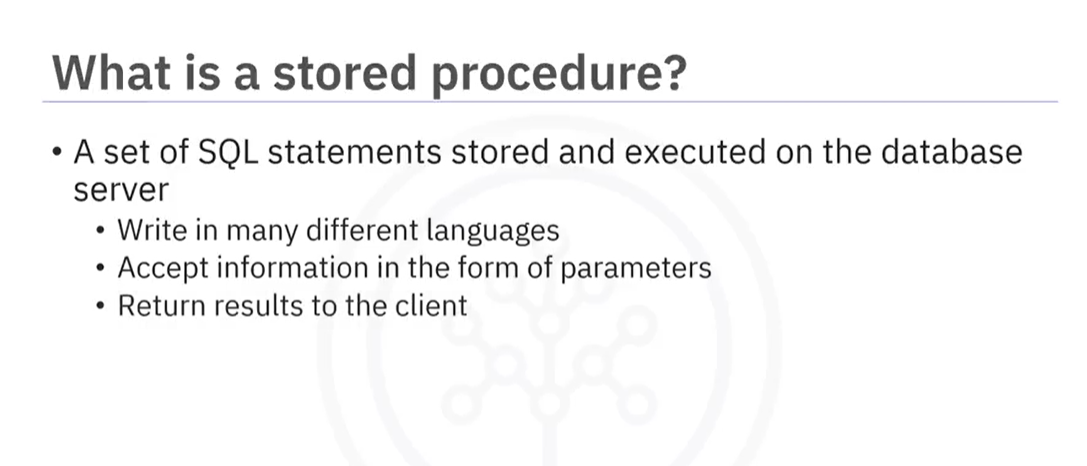 What is a stored procedure?
• A set of SQL statements stored and executed on the database
server
• Write in many different languages
• Accept information in the form of parameters
• Return results to the client